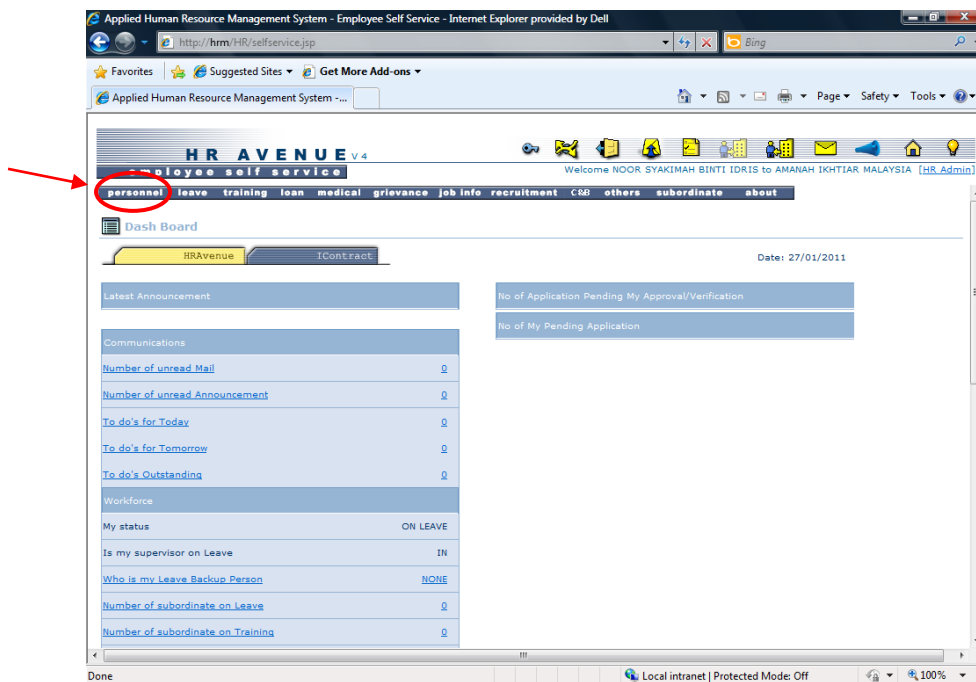 Applied Human Resource Management System - Employee Self Service - Internet Explorer provided by Dell
http://hrm/HR/selfservice.jsp
Bing
Favorites Suggested Sites Get More Add-ons
Applied Human Resource Management System -... Page Safety Tools
HR AVENUE V4
employee self service
Welcome NOOR SYAKIMAH BINTI IDRIS to AMANAH IKHTIAR MALAYSIA [HR Admin]
personnel leave training loan medical grievance job info recruitment C&B others subordinate about
Dash Board
HRAvenue IContract
Date: 27/01/2011
Latest Announcement
No of Application Pending My Approval/Verification
No of My Pending Application
Communications
Number of unread Mail 0
Number of unread Announcement 0
To do's for Today 0
To do's for Tomorrow 0
To do's Outstanding 0
Workforce
My status ON LEAVE
Is my supervisor on Leave IN
Who is my Leave Backup Person NONE
Number of subordinate on Leave 0
Number of subordinate on Training 0
Done Local intranet | Protected Mode: Off 100%